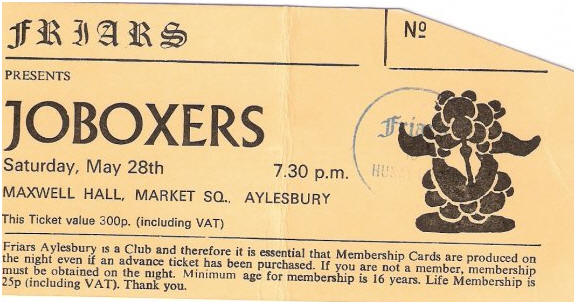 FRIARS
Nº
PRESENTS
JOBOXERS
Saturday, May 28th 7.30 p.m.
MAXWELL HALL, MARKET SQ., AYLESBURY
This Ticket value 300p. (including VAT)
Friars Aylesbury is a Club and therefore it is essential that Membership Cards are produced on
the night even if an advance ticket has been purchased. If you are not a member, membership
must be obtained on the night. Minimum age for membership is 16 years. Life Membership is
25p (including VAT). Thank you.